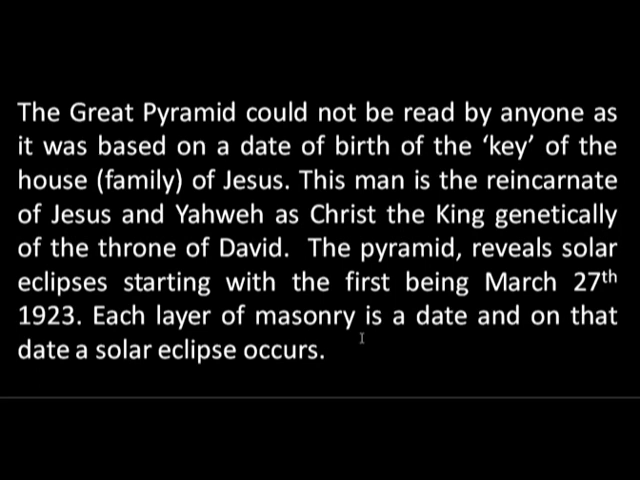 The Great Pyramid could not be read by anyone as
it was based on a date of birth of the ‘key’ of the
house (family) of Jesus. This man is the reincarnate
of Jesus and Yahweh as Christ the King genetically
of the throne of David.  The pyramid, reveals solar
eclipses starting with the first being March 27th
1923. Each layer of masonry is a date and on that
date a solar eclipse occurs.